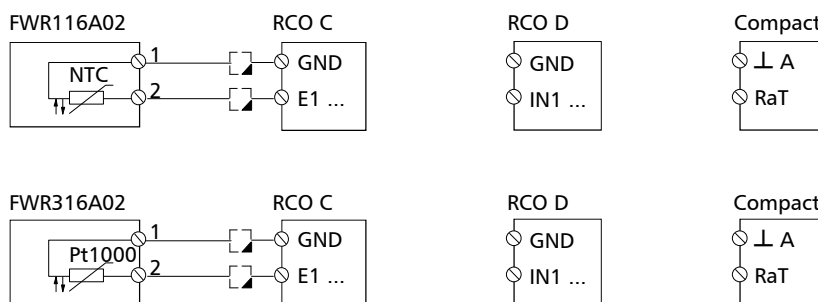 FWR116A02 RCO C RCO D Compact
1 GND GND ⊥ A
NTC
2 E1 ... IN1 ... RaT
FWR316A02 RCO C RCO D Compact
1 GND GND ⊥ A
Pt1000
2 E1 ... IN1 ... RaT